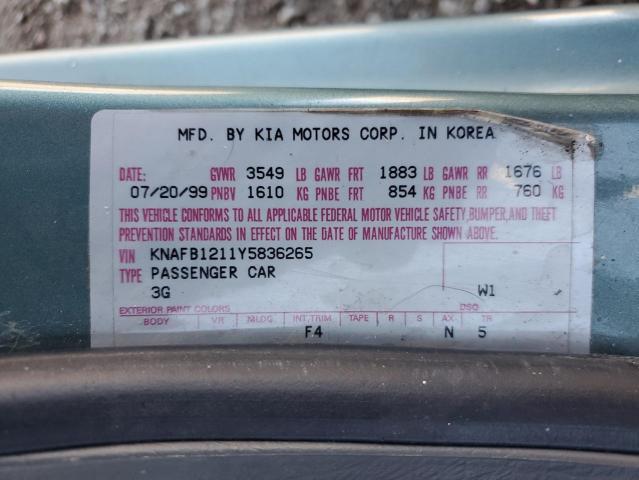 MFD. BY KIA MOTORS CORP. IN KOREA
DATE: GVWR 3549 LB GAWR FRT 1883 LB GAWR RR 1676 LB
07/20/99 PNBV 1610 KG PNBE FRT 854 KG PNBE RR 760 KG
THIS VEHICLE CONFORMS TO ALL APPLICABLE FEDERAL MOTOR VEHICLE SAFETY,BUMPER,AND THEFT
PREVENTION STANDARDS IN EFFECT ON THE DATE OF MANUFACTURE SHOWN ABOVE.
VIN KNAFB1211Y5836265
TYPE PASSENGER CAR
3G W1
EXTERIOR PAINT COLORS DSO
BODY VR MLDG INT.TRIM TAPE R S AX TR
F4 N 5